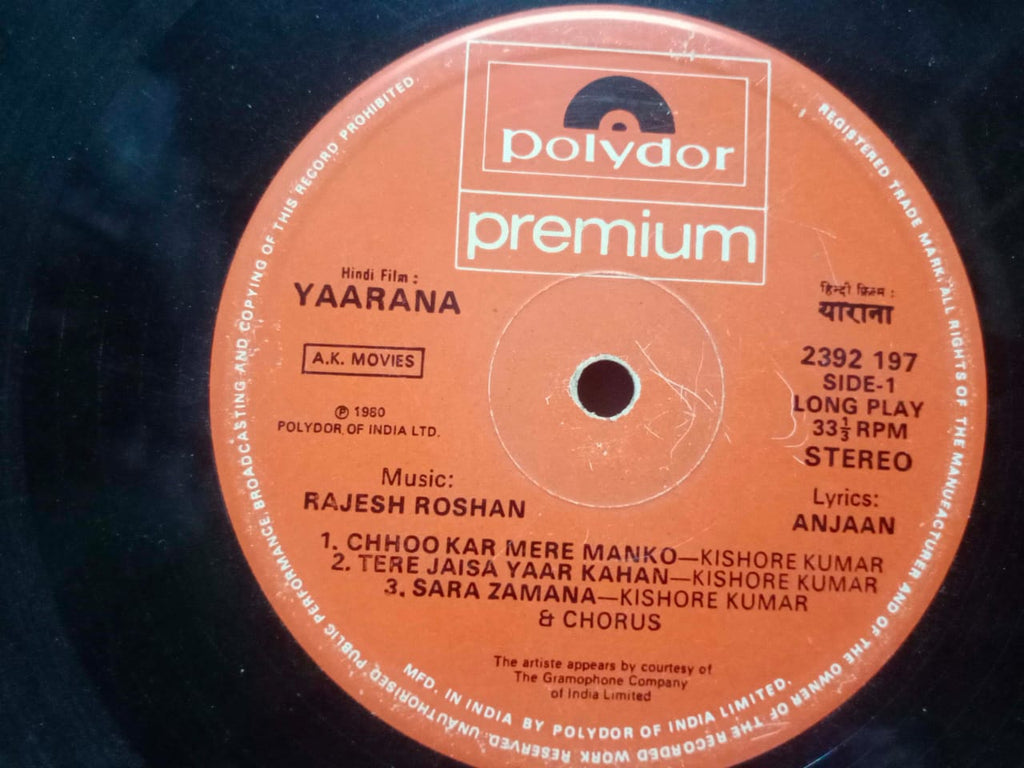 polydor
premium
Hindi Film :
YAARANA
A.K. MOVIES
℗ 1980
POLYDOR OF INDIA LTD.
हिन्दी फ़िल्म :
याराना
2392 197
SIDE-1
LONG PLAY
33⅓ RPM
STEREO
Music:
RAJESH ROSHAN
Lyrics:
ANJAAN
1. CHHOO KAR MERE MANKO—KISHORE KUMAR
2. TERE JAISA YAAR KAHAN—KISHORE KUMAR
3. SARA ZAMANA—KISHORE KUMAR
& CHORUS
The artiste appears by courtesy of
The Gramophone Company
of India Limited
MFD. IN INDIA BY POLYDOR OF INDIA LIMITED.
REGISTERED TRADE MARK. ALL RIGHTS OF THE MANUFACTURER AND OF THE OWNER OF THE RECORDED WORK RESERVED. UNAUTHORISED PUBLIC PERFORMANCE, BROADCASTING AND COPYING OF THIS RECORD PROHIBITED.